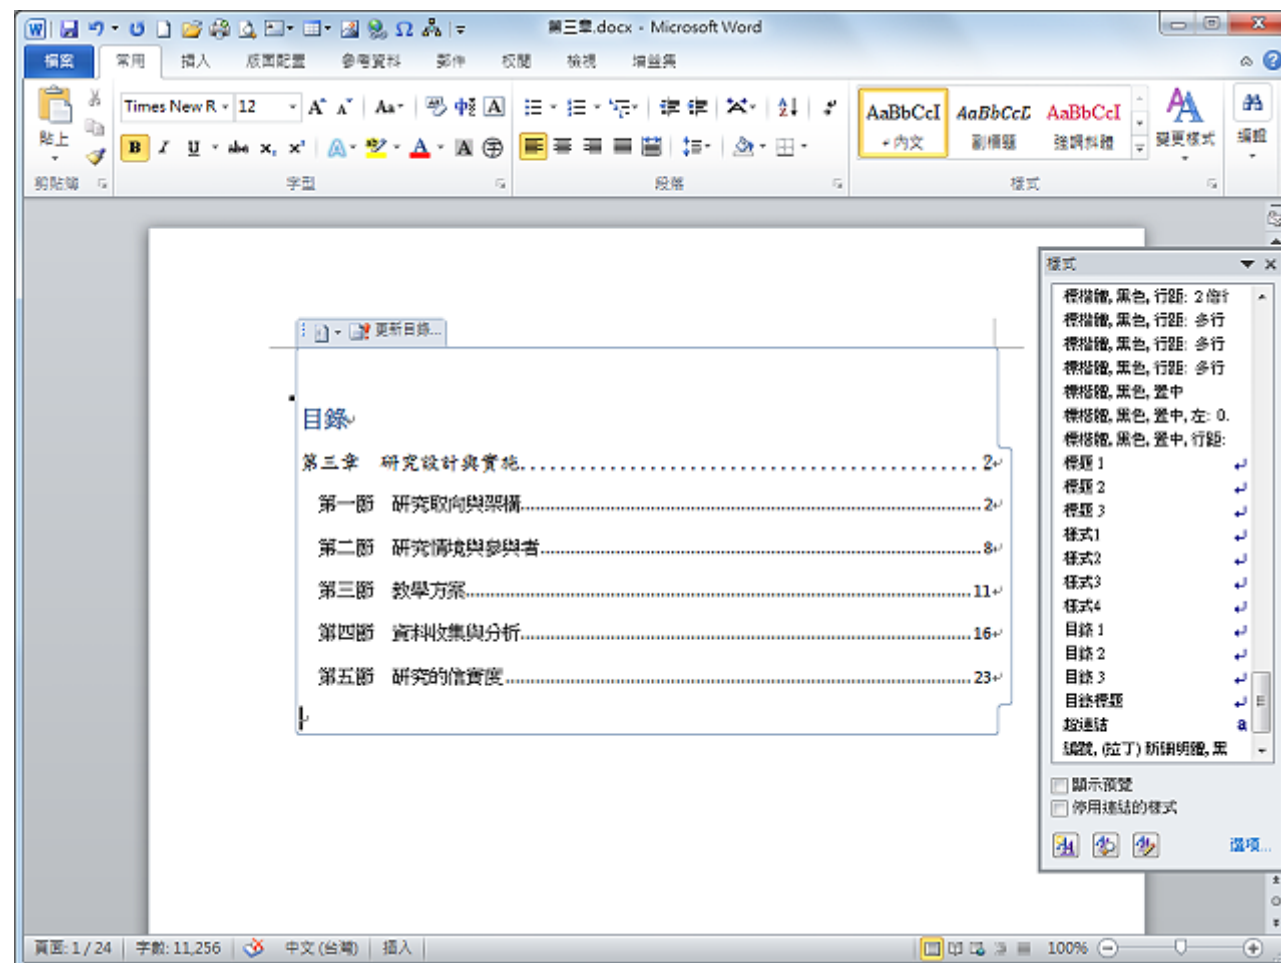 第三章.docx - Microsoft Word
檔案 常用 插入 版面配置 參考資料 郵件 校閱 檢視 增益集
Times New R 12
貼上
剪貼簿 字型 段落 樣式
AaBbCcI AaBbCcD AaBbCcI
內文 副標題 強調斜體 變更樣式 編輯
更新目錄...
目錄
第三章 研究設計與實施 2
第一節 研究取向與架構 2
第二節 研究情境與參與者 8
第三節 教學方案 11
第四節 資料收集與分析 16
第五節 研究的信實度 23
樣式
標楷體, 黑色, 行距: 2 倍行
標楷體, 黑色, 行距: 多行
標楷體, 黑色, 行距: 多行
標楷體, 黑色, 行距: 多行
標楷體, 黑色, 置中
標楷體, 黑色, 置中, 左: 0.
標楷體, 黑色, 置中, 行距:
標題 1
標題 2
標題 3
樣式1
樣式2
樣式3
樣式4
目錄 1
目錄 2
目錄 3
目錄標題
超連結 a
編號, (拉丁) 新細明體, 黑
顯示預覽
停用連結的樣式
選項...
頁面: 1 / 24 字數: 11,256 中文 (台灣) 插入 100%